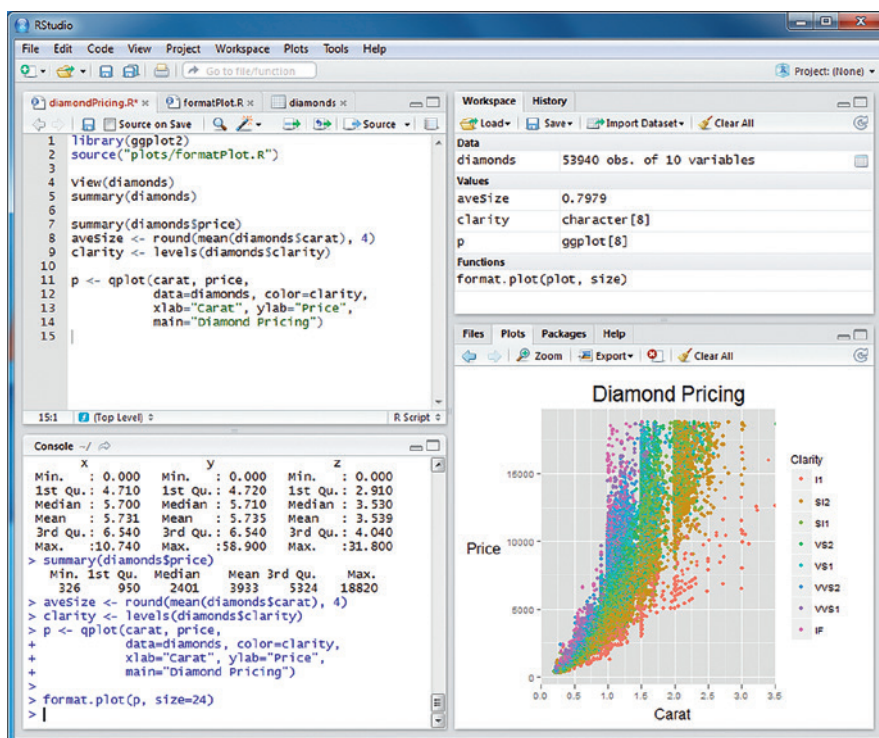 RStudio
File Edit Code View Project Workspace Plots Tools Help
Go to file/function
Project: (None)
diamondPricing.R* × formatPlot.R × diamonds ×
Source on Save Source
1 library(ggplot2)
2 source("plots/formatPlot.R")
3
4 view(diamonds)
5 summary(diamonds)
6
7 summary(diamonds$price)
8 aveSize <- round(mean(diamonds$carat), 4)
9 clarity <- levels(diamonds$clarity)
10
11 p <- qplot(carat, price,
12 data=diamonds, color=clarity,
13 xlab="Carat", ylab="Price",
14 main="Diamond Pricing")
15
15:1 (Top Level) R Script
Console ~/
x y z
Min. : 0.000 Min. : 0.000 Min. : 0.000
1st Qu.: 4.710 1st Qu.: 4.720 1st Qu.: 2.910
Median : 5.700 Median : 5.710 Median : 3.530
Mean : 5.731 Mean : 5.735 Mean : 3.539
3rd Qu.: 6.540 3rd Qu.: 6.540 3rd Qu.: 4.040
Max. :10.740 Max. :58.900 Max. :31.800
> summary(diamonds$price)
Min. 1st Qu. Median Mean 3rd Qu. Max.
326 950 2401 3933 5324 18820
> aveSize <- round(mean(diamonds$carat), 4)
> clarity <- levels(diamonds$clarity)
> p <- qplot(carat, price,
+ data=diamonds, color=clarity,
+ xlab="Carat", ylab="Price",
+ main="Diamond Pricing")
>
> format.plot(p, size=24)
>
Workspace History
Load Save Import Dataset Clear All
Data
diamonds 53940 obs. of 10 variables
Values
aveSize 0.7979
clarity character[8]
p ggplot[8]
Functions
format.plot(plot, size)
Files Plots Packages Help
Zoom Export Clear All
Diamond Pricing
Price
15000
10000
5000
0
0.0 0.5 1.0 1.5 2.0 2.5 3.0 3.5
Carat
Clarity
I1
SI2
SI1
VS2
VS1
VVS2
VVS1
IF